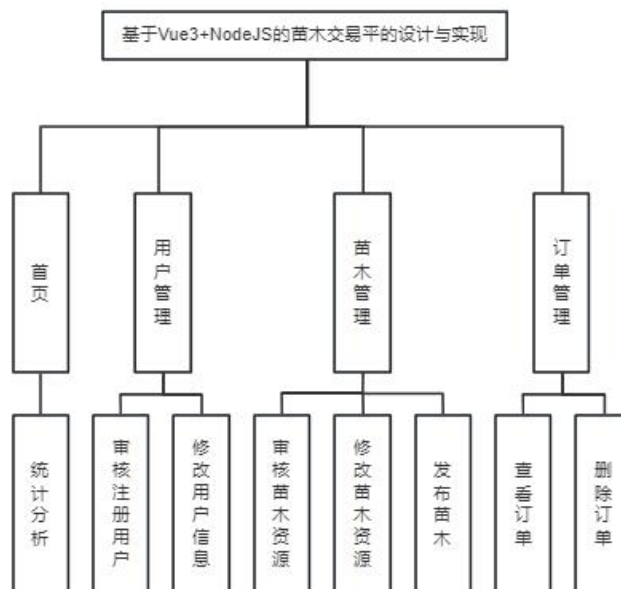 基于Vue3+NodeJS的苗木交易平的设计与实现
首页
用户管理
苗木管理
订单管理
统计分析
审核注册用户
修改用户信息
审核苗木资源
修改苗木资源
发布苗木
查看订单
删除订单